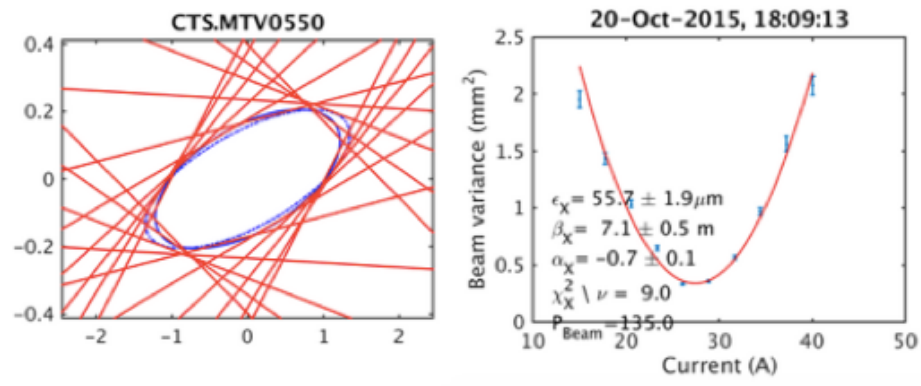 CTS.MTV0550
0.4
0.2
0
-0.2
-0.4
-2
-1
0
1
2
20-Oct-2015, 18:09:13
Beam variance (mm²)
2.5
2
1.5
1
0.5
0
ϵx= 55.7 ± 1.9μm
βx= 7.1 ± 0.5 m
αx= -0.7 ± 0.1
χ²x \ ν = 9.0
PBeam =135.0
10
20
30
40
50
Current (A)